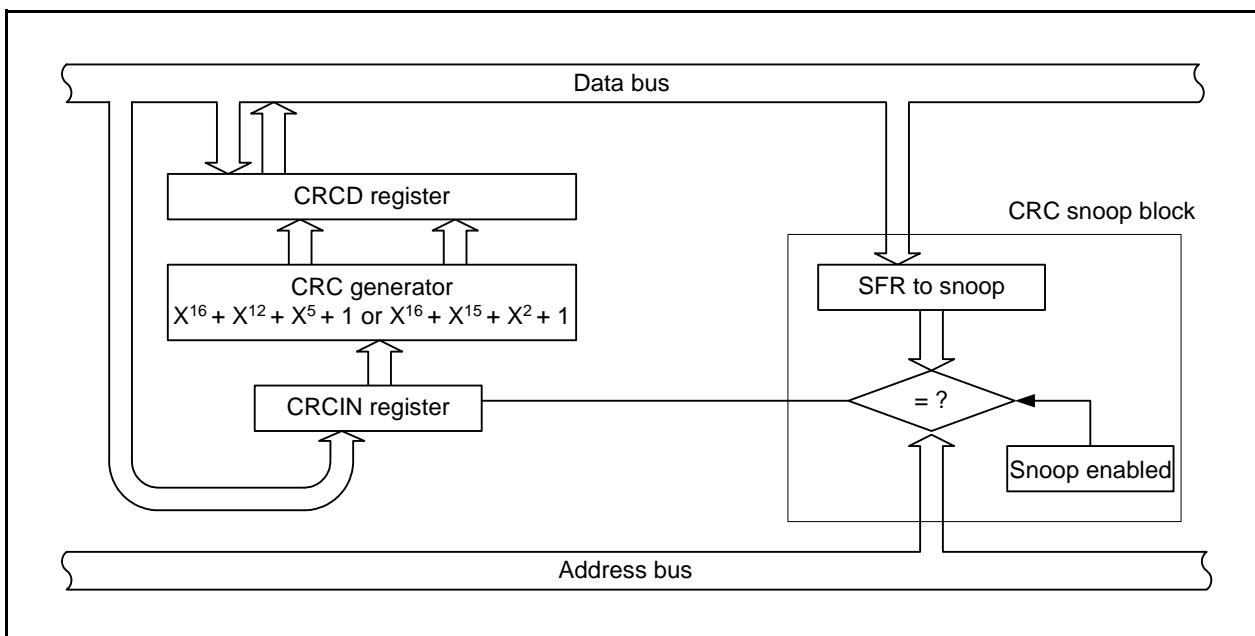 Data bus
CRCD register
CRC snoop block
CRC generator
X¹⁶ + X¹² + X⁵ + 1 or X¹⁶ + X¹⁵ + X² + 1
SFR to snoop
CRCIN register
= ?
Snoop enabled
Address bus